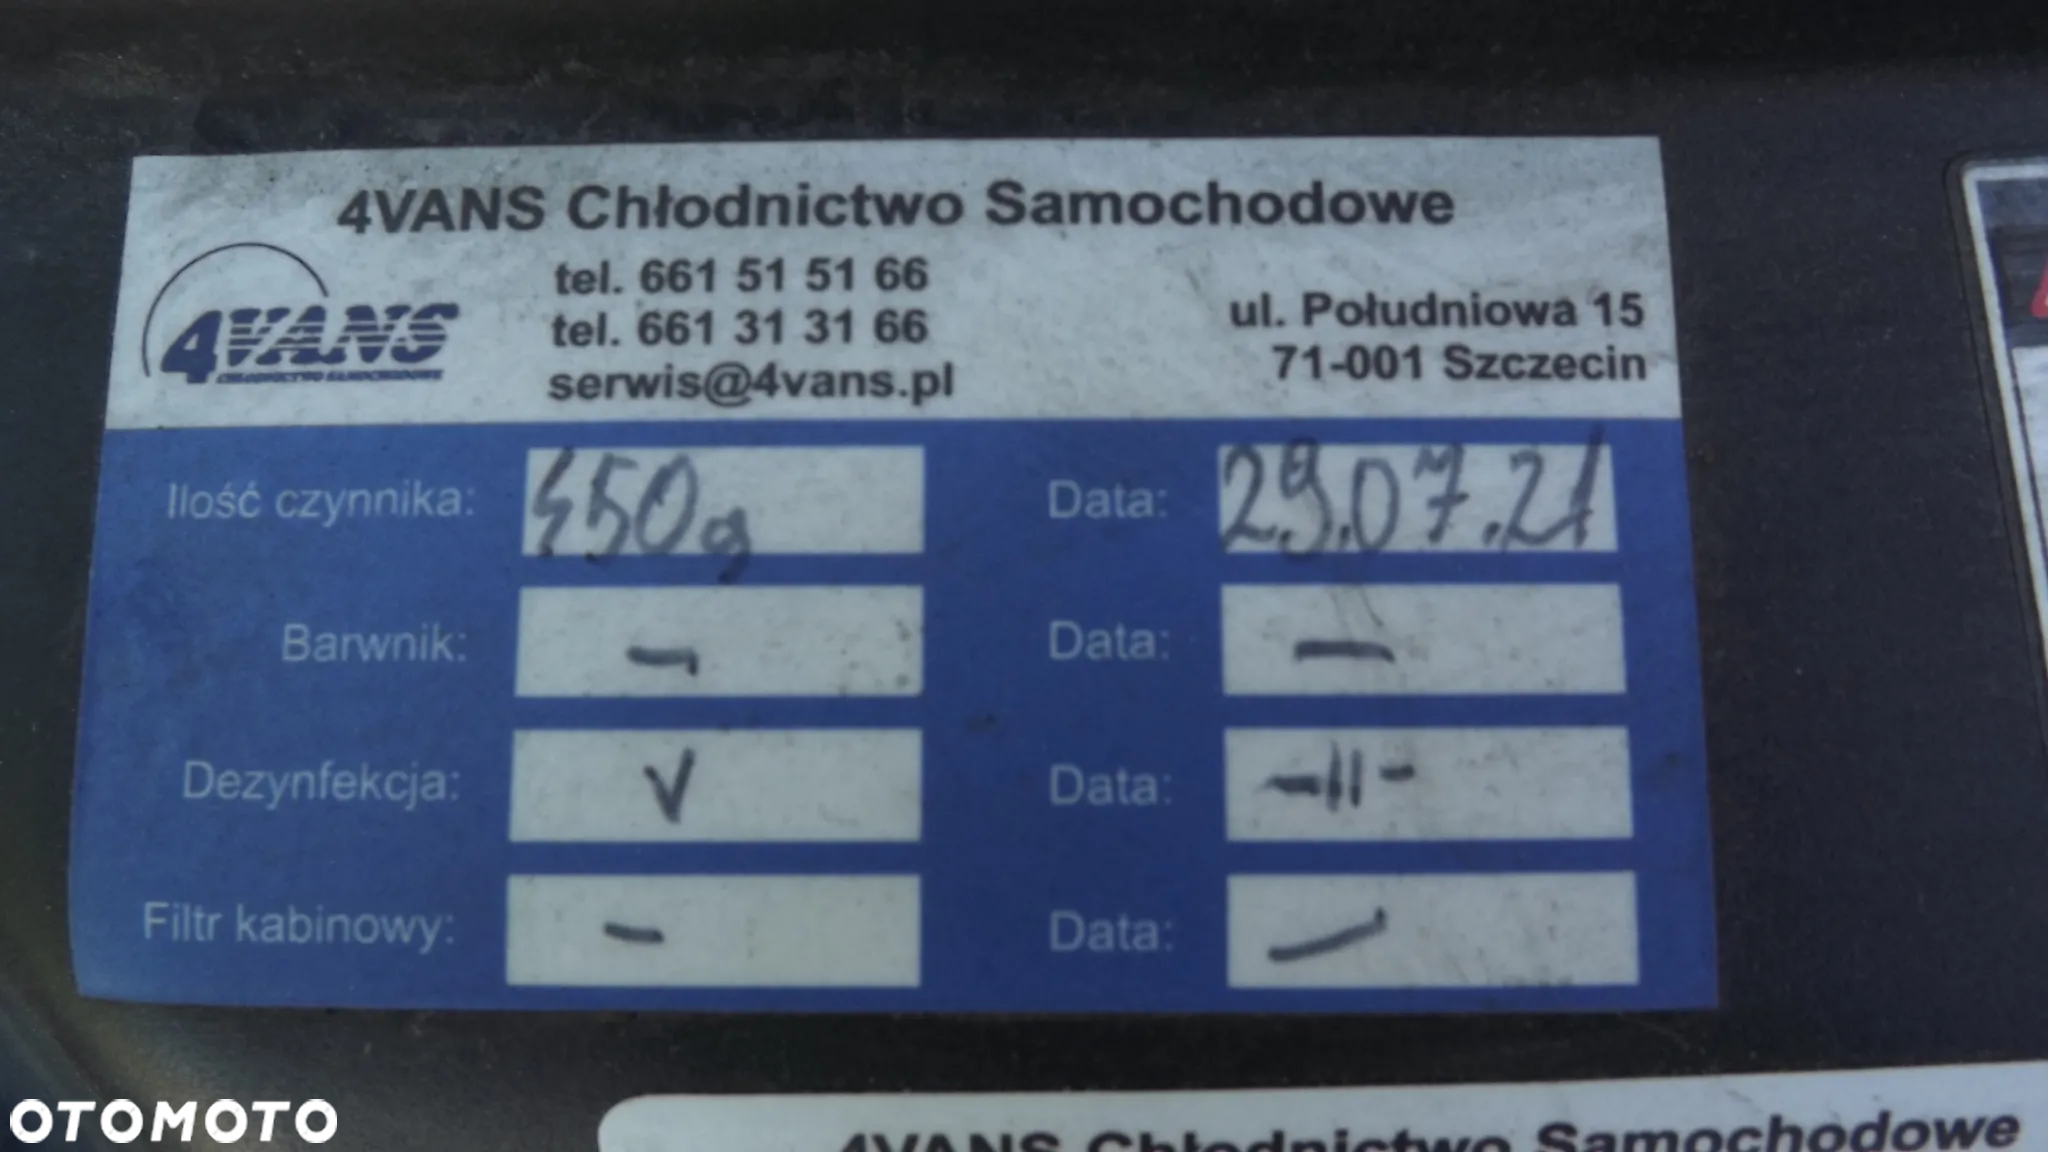 4VANS Chłodnictwo Samochodowe
4VANS
CHŁODNICTWO SAMOCHODOWE
tel. 661 51 51 66
tel. 661 31 31 66
serwis@4vans.pl
ul. Południowa 15
71-001 Szczecin
Ilość czynnika: 450g Data: 29.07.21
Barwnik: - Data: -
Dezynfekcja: V Data: -||-
Filtr kabinowy: - Data: -
4VANS Chłodnictwo Samochodowe
OTOMOTO